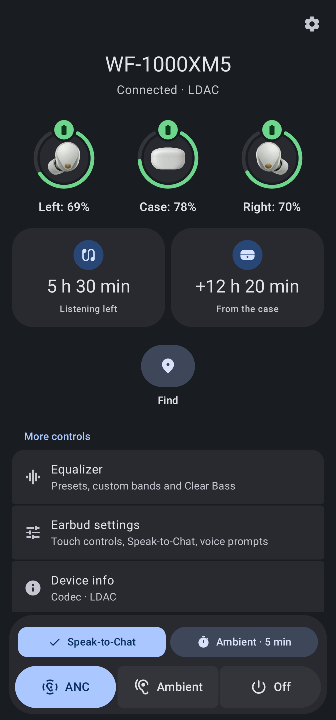 WF-1000XM5
Connected · LDAC
Left: 69%
Case: 78%
Right: 70%
5 h 30 min
Listening left
+12 h 20 min
From the case
Find
More controls
Equalizer
Presets, custom bands and Clear Bass
Earbud settings
Touch controls, Speak-to-Chat, voice prompts
Device info
Codec · LDAC
Speak-to-Chat
Ambient · 5 min
ANC
Ambient
Off